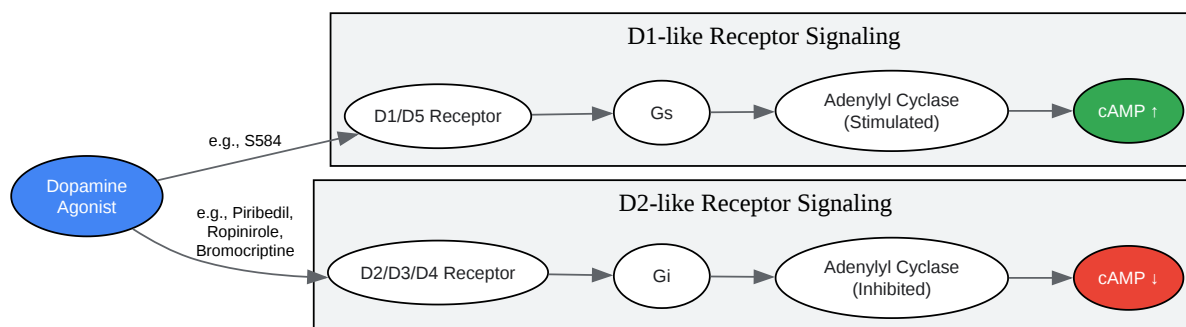 D1-like Receptor Signaling
D1/D5 Receptor
Gs
Adenylyl Cyclase
(Stimulated)
cAMP ↑
e.g., S584
Dopamine
Agonist
e.g., Piribedil,
Ropinirole,
Bromocriptine
D2-like Receptor Signaling
D2/D3/D4 Receptor
Gi
Adenylyl Cyclase
(Inhibited)
cAMP ↓